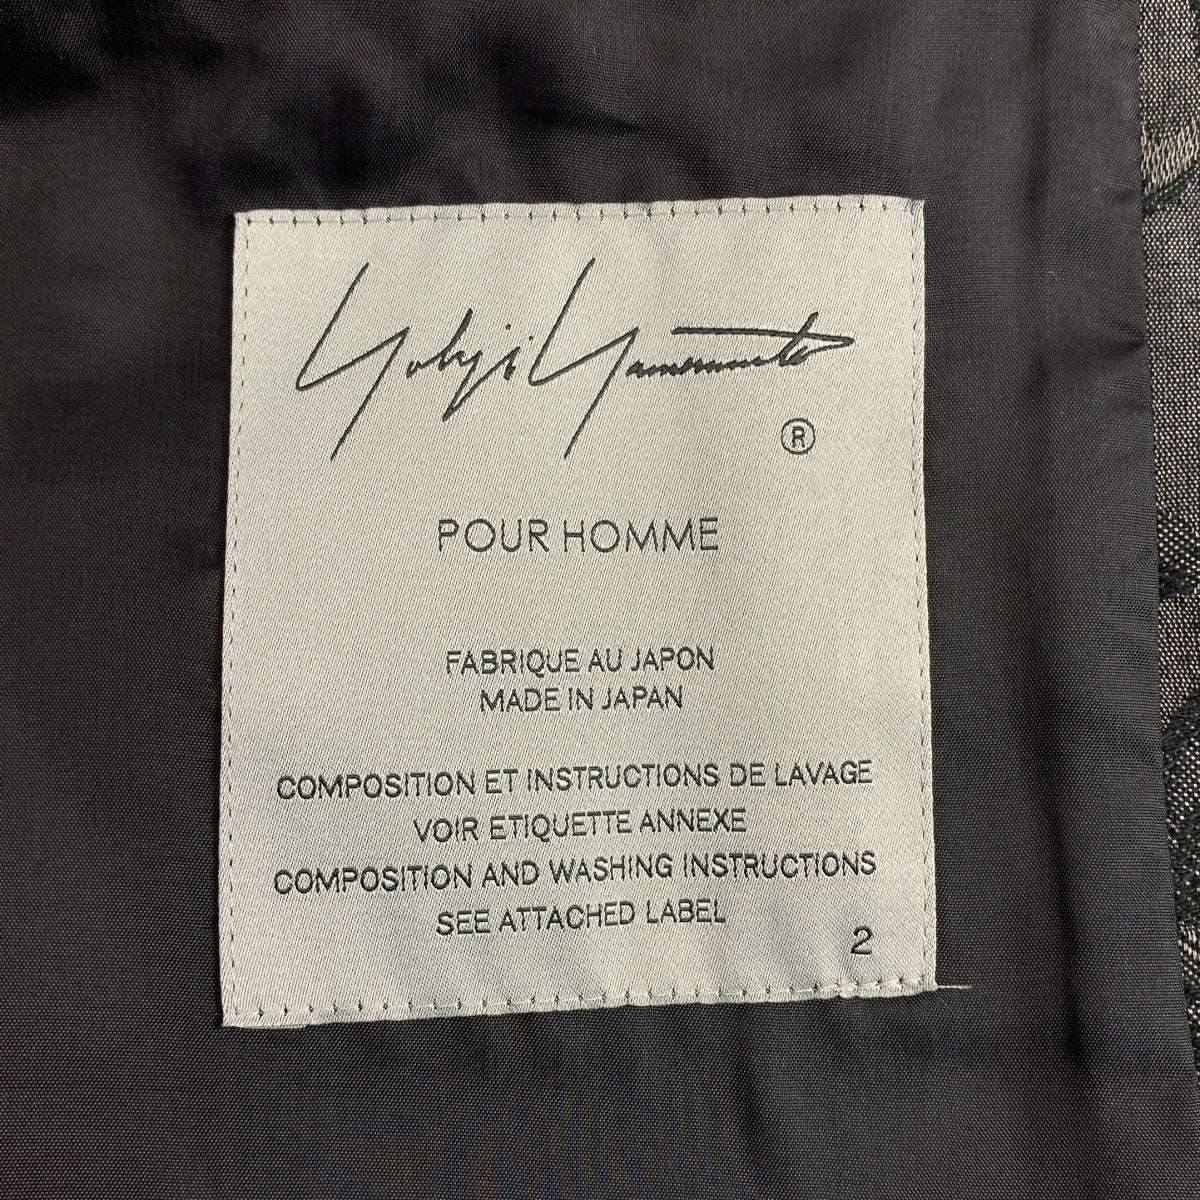 Yohji Yamamoto
®
POUR HOMME
FABRIQUE AU JAPON
MADE IN JAPAN
COMPOSITION ET INSTRUCTIONS DE LAVAGE
VOIR ETIQUETTE ANNEXE
COMPOSITION AND WASHING INSTRUCTIONS
SEE ATTACHED LABEL
2